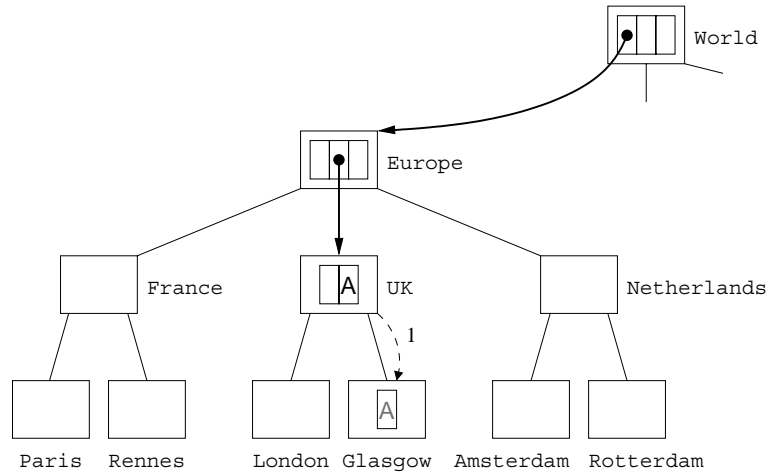 World
Europe
France
A
UK
Netherlands
1
A
Paris
Rennes
London
Glasgow
Amsterdam
Rotterdam